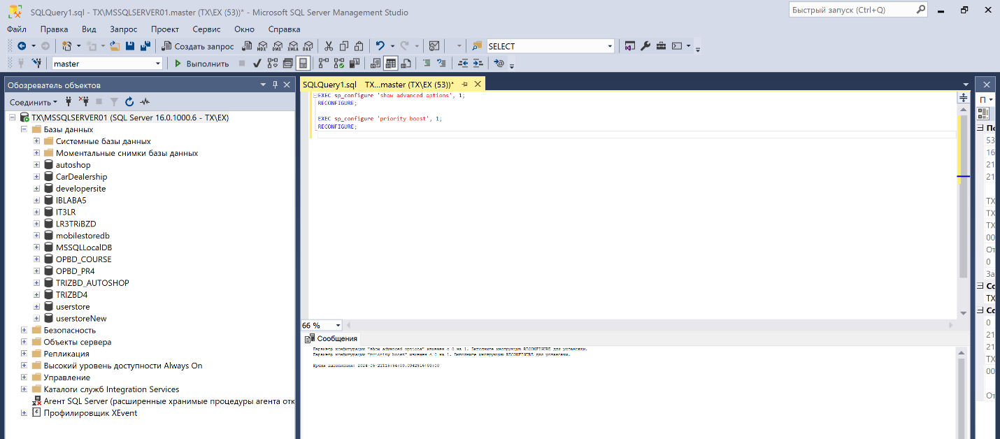 SQLQuery1.sql - TX\MSSQLSERVER01.master (TX\EX (53))* - Microsoft SQL Server Management Studio
Быстрый запуск (Ctrl+Q)
Файл Правка Вид Запрос Проект Сервис Окно Справка
Создать запрос MDX DMX XMLA DAX SELECT
master Выполнить
Обозреватель объектов
Соединить
TX\MSSQLSERVER01 (SQL Server 16.0.1000.6 - TX\EX)
Базы данных
Системные базы данных
Моментальные снимки базы данных
autoshop
CarDealership
developersite
IBLABA5
IT3LR
LR3TRiBZD
mobilestoredb
MSSQLLocalDB
OPBD_COURSE
OPBD_PR4
TRIZBD_AUTOSHOP
TRIZBD4
userstore
userstoreNew
Безопасность
Объекты сервера
Репликация
Высокий уровень доступности Always On
Управление
Каталоги служб Integration Services
Агент SQL Server (расширенные хранимые процедуры агента отк
Профилировщик XEvent
SQLQuery1.sql TX...master (TX\EX (53))*
EXEC sp_configure 'show advanced options', 1;
RECONFIGURE;
EXEC sp_configure 'priority boost', 1;
RECONFIGURE;
66 %
Сообщения
Параметр конфигурации "show advanced options" изменен с 0 на 1. Выполните инструкцию RECONFIGURE для установки.
Параметр конфигурации "priority boost" изменен с 0 на 1. Выполните инструкцию RECONFIGURE для установки.
Время выполнения:
П
По
53
16
21
21
TX
TX
TX
00
От
0
За
Со
TX
Со
0
21
21
TX
00
От